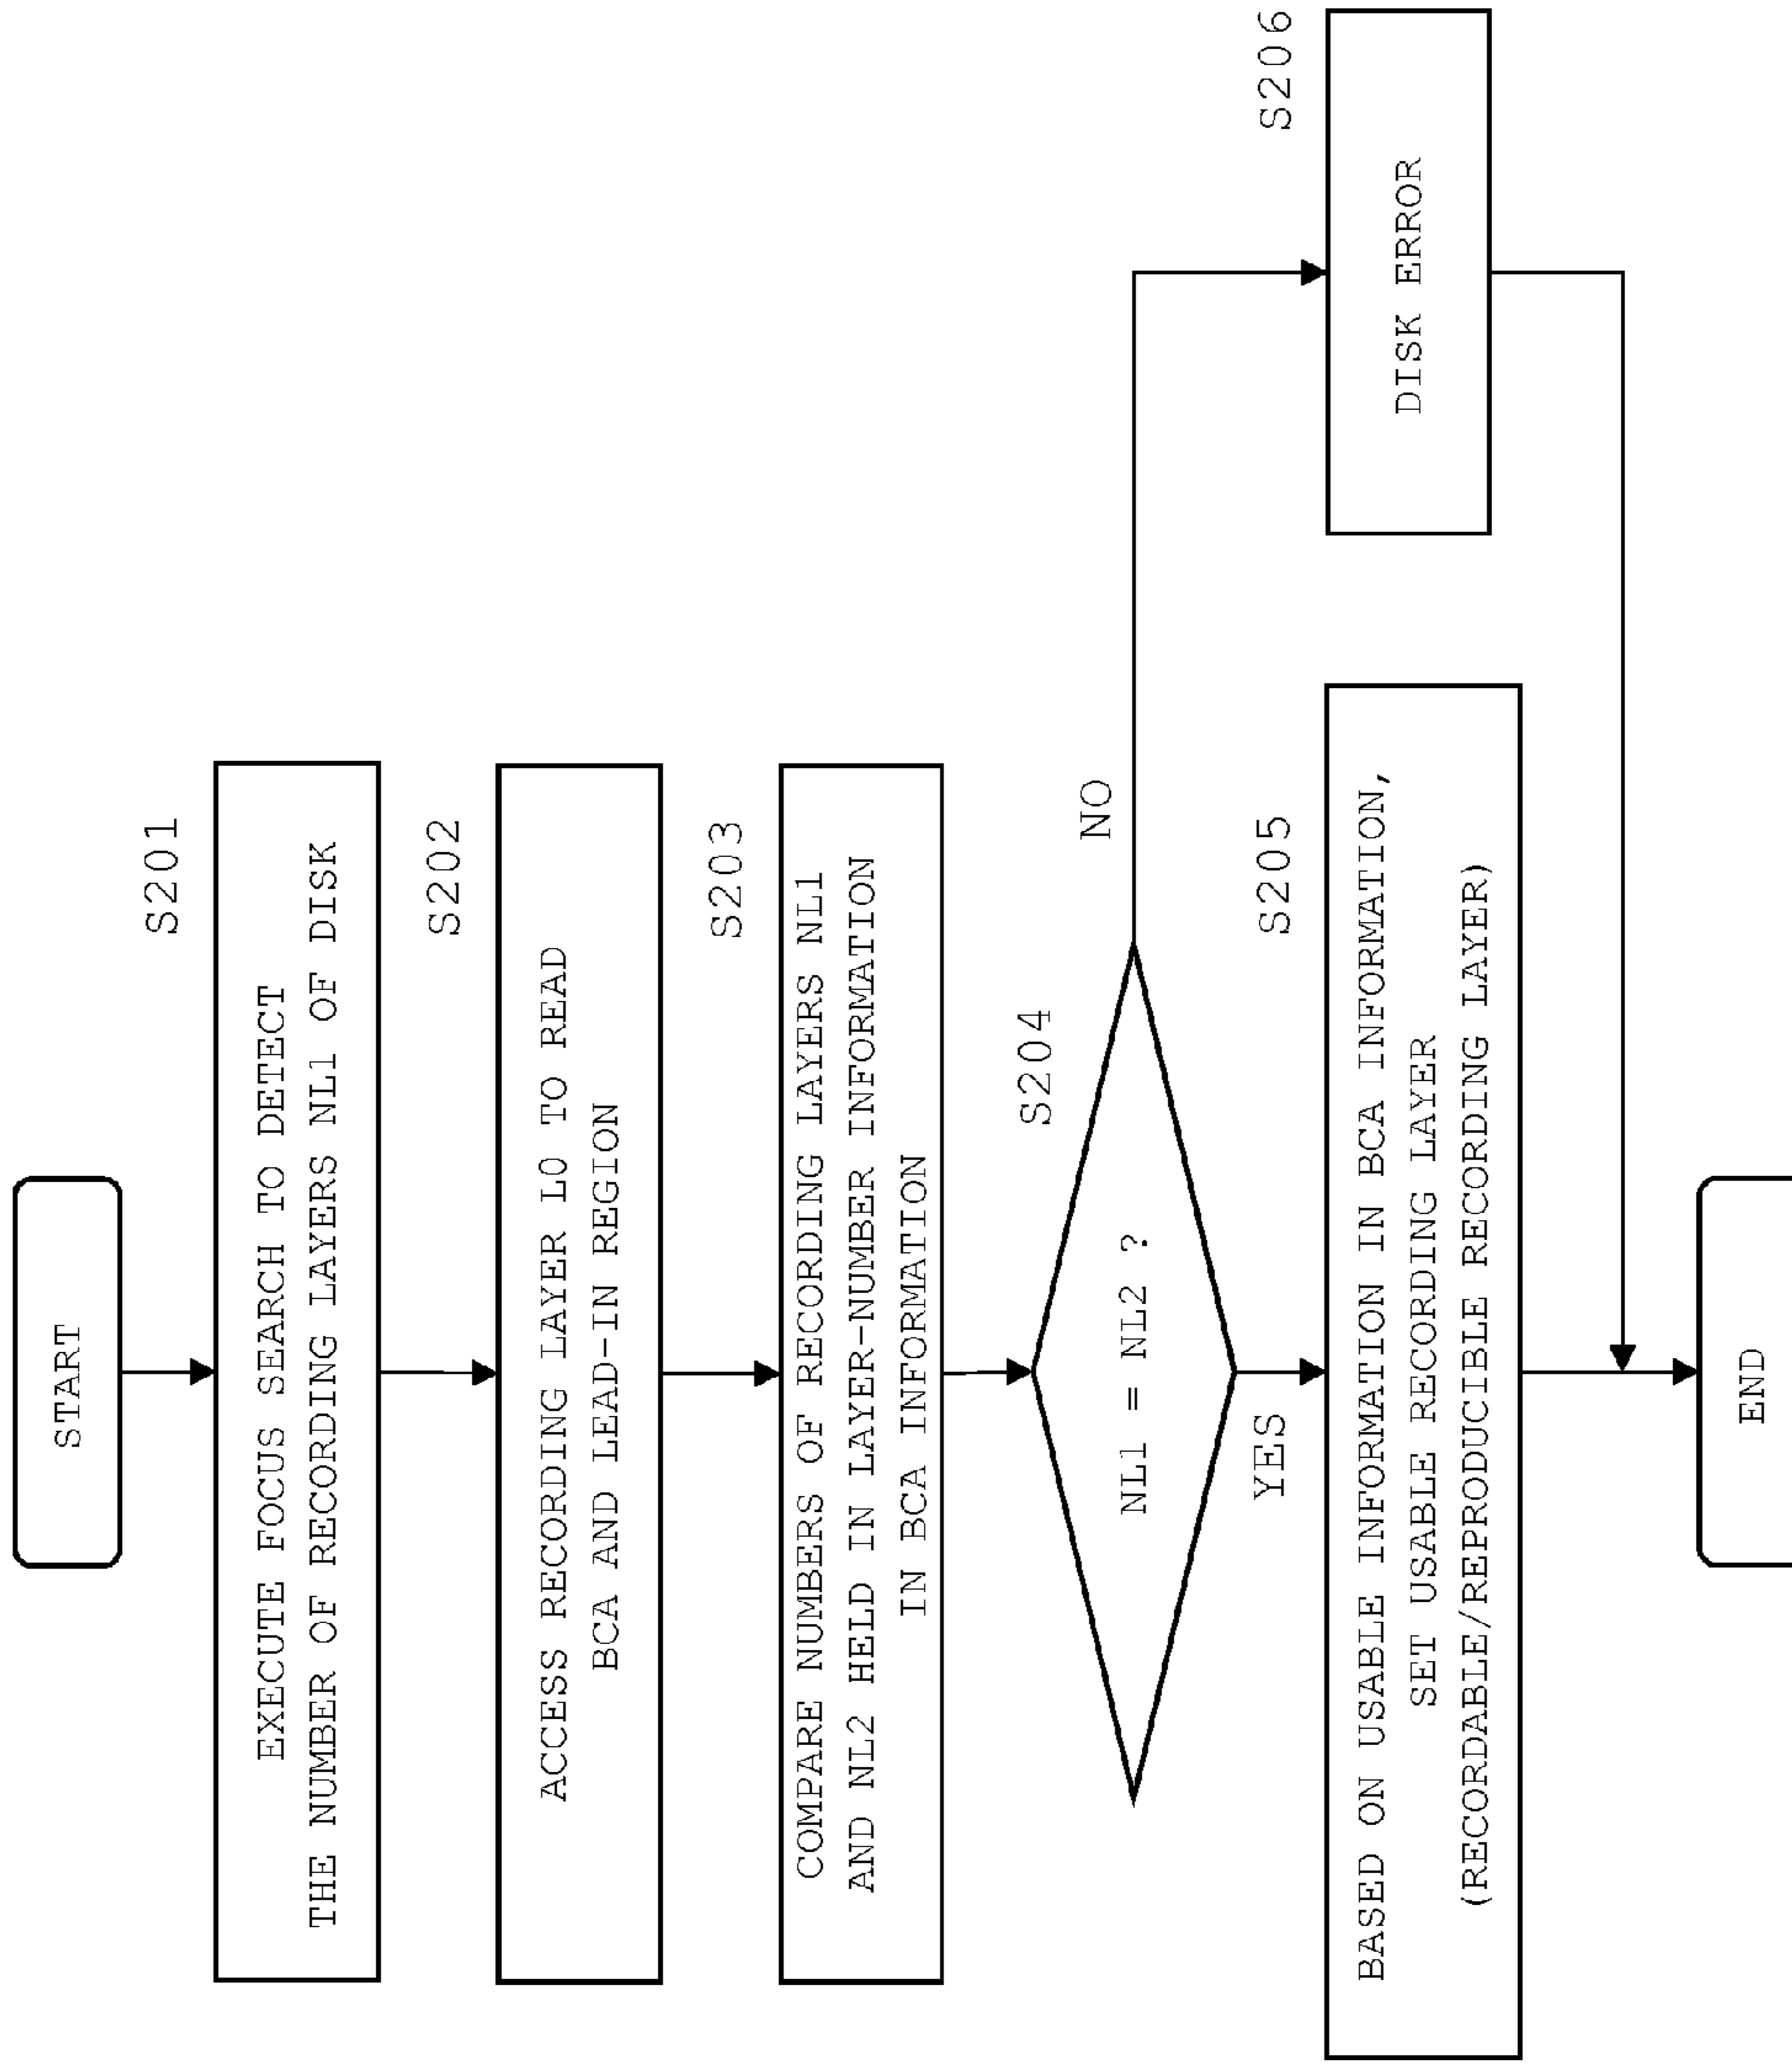 START
S201
EXECUTE FOCUS SEARCH TO DETECT
THE NUMBER OF RECORDING LAYERS NL1 OF DISK
S202
ACCESS RECORDING LAYER L0 TO READ
BCA AND LEAD-IN REGION
S203
COMPARE NUMBERS OF RECORDING LAYERS NL1
AND NL2 HELD IN LAYER-NUMBER INFORMATION
IN BCA INFORMATION
S204
NL1 = NL2 ?
NO
YES
S205
BASED ON USABLE INFORMATION IN BCA INFORMATION,
SET USABLE RECORDING LAYER
(RECORDABLE/REPRODUCIBLE RECORDING LAYER)
S206
DISK ERROR
END